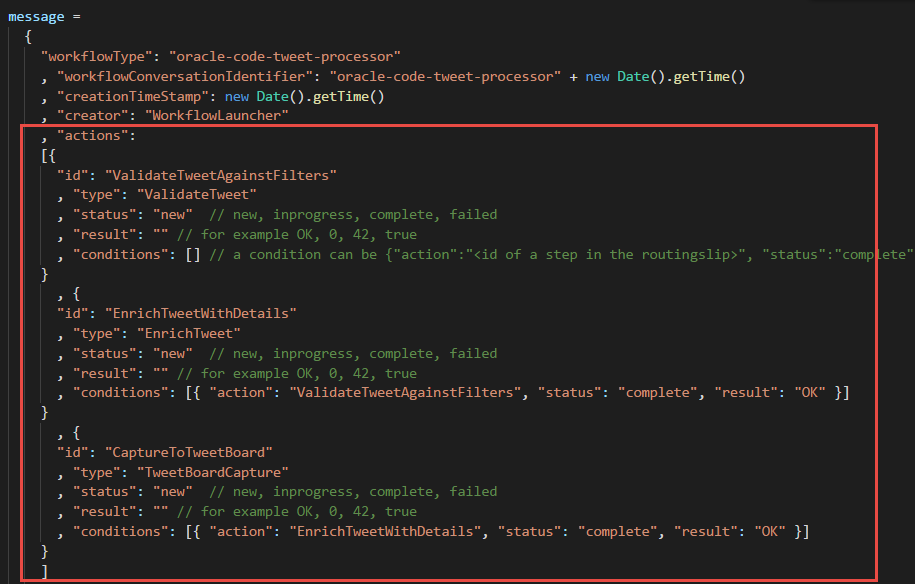 message =
{
"workflowType": "oracle-code-tweet-processor"
, "workflowConversationIdentifier": "oracle-code-tweet-processor" + new Date().getTime()
, "creationTimeStamp": new Date().getTime()
, "creator": "WorkflowLauncher"
, "actions":
[{
"id": "ValidateTweetAgainstFilters"
, "type": "ValidateTweet"
, "status": "new"  // new, inprogress, complete, failed
, "result": "" // for example OK, 0, 42, true
, "conditions": [] // a condition can be {"action":"<id of a step in the routingslip>", "status":"complete"
}
, {
"id": "EnrichTweetWithDetails"
, "type": "EnrichTweet"
, "status": "new"  // new, inprogress, complete, failed
, "result": "" // for example OK, 0, 42, true
, "conditions": [{ "action": "ValidateTweetAgainstFilters", "status": "complete", "result": "OK" }]
}
, {
"id": "CaptureToTweetBoard"
, "type": "TweetBoardCapture"
, "status": "new"  // new, inprogress, complete, failed
, "result": "" // for example OK, 0, 42, true
, "conditions": [{ "action": "EnrichTweetWithDetails", "status": "complete", "result": "OK" }]
}
]